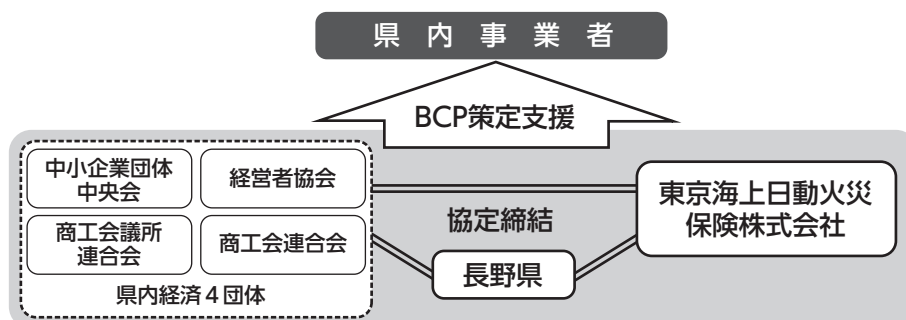 県内事業者
BCP策定支援
中小企業団体
中央会
経営者協会
商工会議所
連合会
商工会連合会
県内経済４団体
協定締結
長野県
東京海上日動火災
保険株式会社